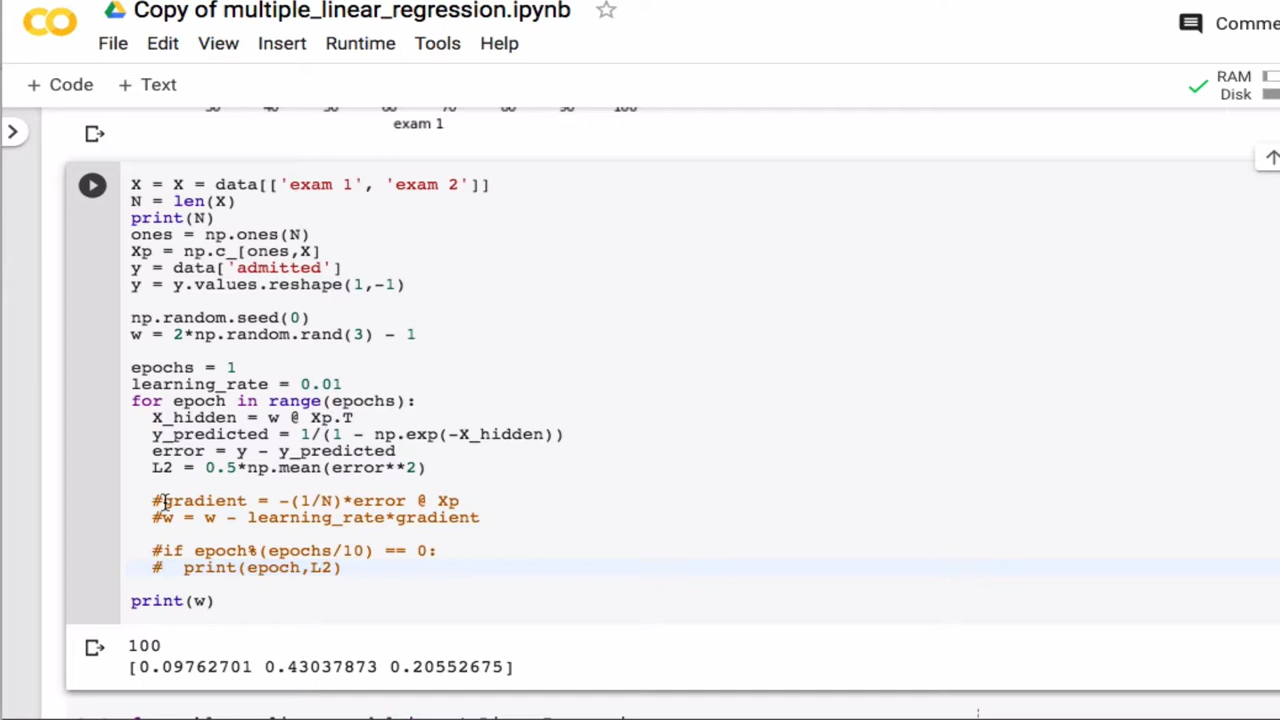 Copy of multiple_linear_regression.ipynb
Comme
File Edit View Insert Runtime Tools Help
+ Code + Text
RAM
Disk
exam 1
X = X = data[['exam 1', 'exam 2']]
N = len(X)
print(N)
ones = np.ones(N)
Xp = np.c_[ones,X]
y = data['admitted']
y = y.values.reshape(1,-1)
np.random.seed(0)
w = 2*np.random.rand(3) - 1
epochs = 1
learning_rate = 0.01
for epoch in range(epochs):
X_hidden = w @ Xp.T
y_predicted = 1/(1 - np.exp(-X_hidden))
error = y - y_predicted
L2 = 0.5*np.mean(error**2)
#gradient = -(1/N)*error @ Xp
#w = w - learning_rate*gradient
#if epoch%(epochs/10) == 0:
# print(epoch,L2)
print(w)
100
[0.09762701 0.43037873 0.20552675]